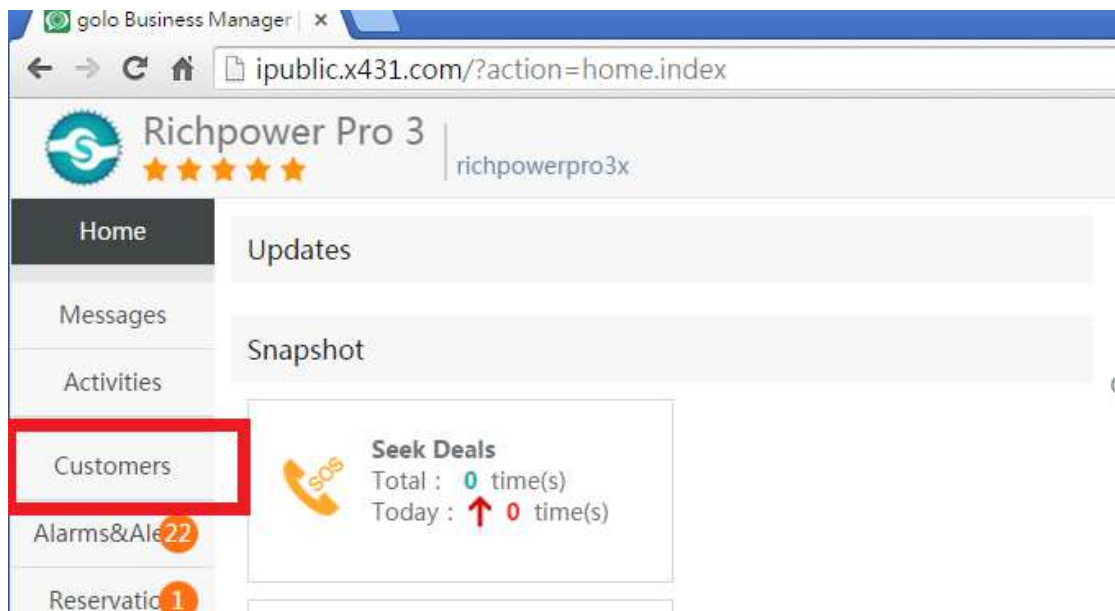 golo Business Manager
ipublic.x431.com/?action=home.index
Richpower Pro 3
richpowerpro3x
Home
Messages
Activities
Customers
Alarms&Ale 22
Reservatio 1
Updates
Snapshot
SOS
Seek Deals
Total : 0 time(s)
Today : 0 time(s)